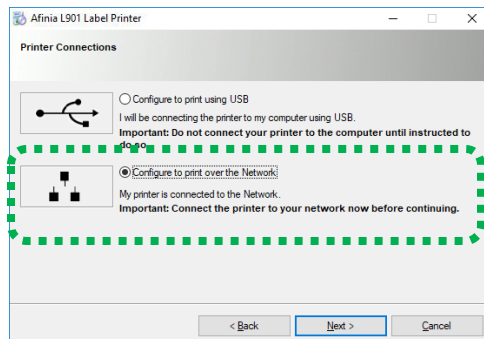 Afinia L901 Label Printer
Printer Connections
Configure to print using USB
I will be connecting the printer to my computer using USB.
Important: Do not connect your printer to the computer until instructed to
do so.
Configure to print over the Network
My printer is connected to the Network.
Important: Connect the printer to your network now before continuing.
< Back
Next >
Cancel